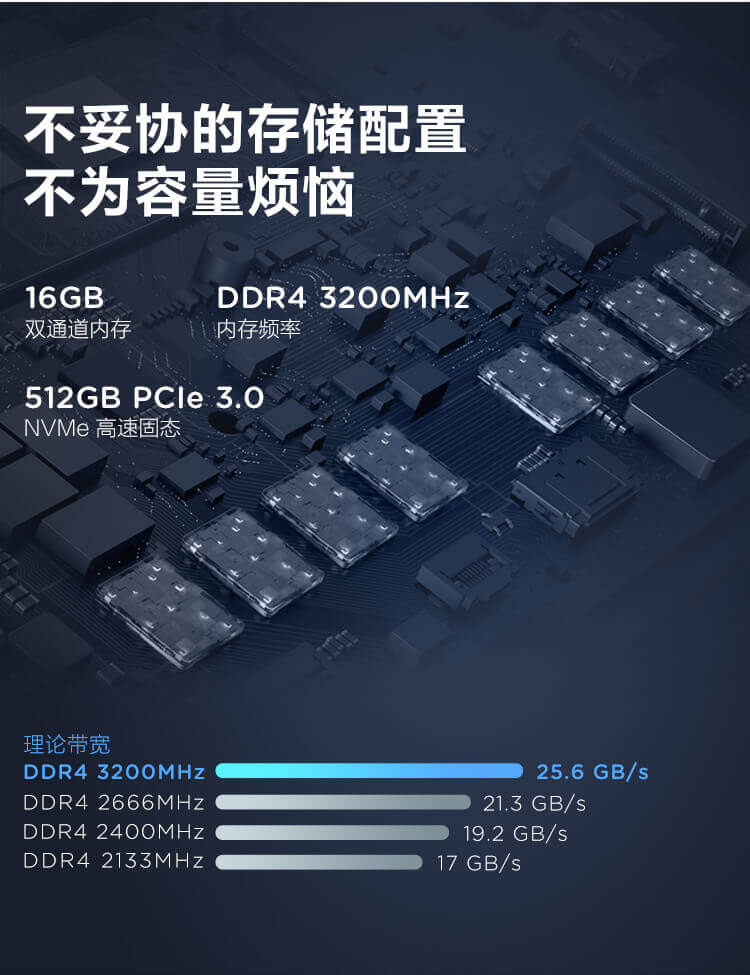 不妥协的存储配置
不为容量烦恼
16GB
双通道内存
DDR4 3200MHz
内存频率
512GB PCIe 3.0
NVMe 高速固态
理论带宽
DDR4 3200MHz 25.6 GB/s
DDR4 2666MHz 21.3 GB/s
DDR4 2400MHz 19.2 GB/s
DDR4 2133MHz 17 GB/s